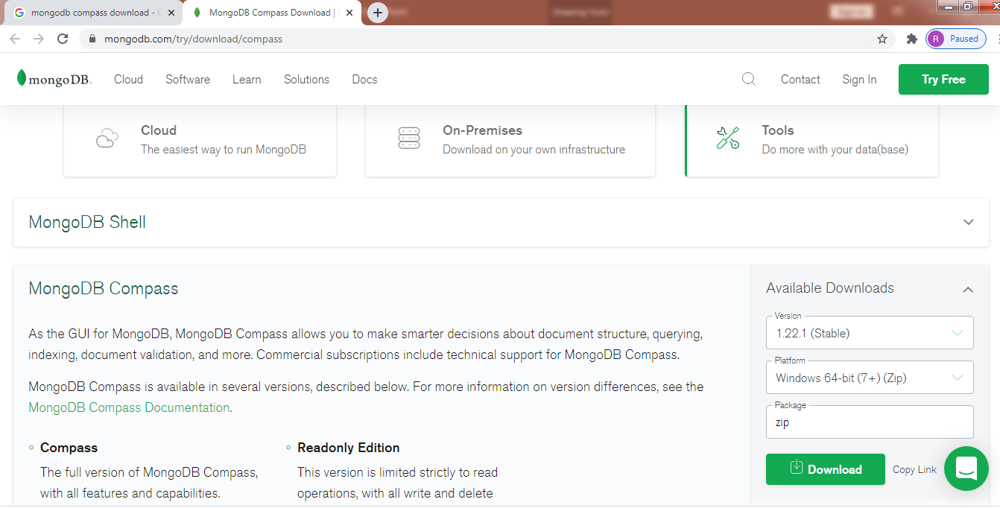 mongodb compass download -
MongoDB Compass Download |
mongodb.com/try/download/compass
R Paused
mongoDB.
Cloud
Software
Learn
Solutions
Docs
Contact
Sign In
Try Free
Cloud
The easiest way to run MongoDB
On-Premises
Download on your own infrastructure
Tools
Do more with your data(base)
MongoDB Shell
MongoDB Compass
As the GUI for MongoDB, MongoDB Compass allows you to make smarter decisions about document structure, querying,
indexing, document validation, and more. Commercial subscriptions include technical support for MongoDB Compass.
MongoDB Compass is available in several versions, described below. For more information on version differences, see the
MongoDB Compass Documentation.
Compass
The full version of MongoDB Compass,
with all features and capabilities.
Readonly Edition
This version is limited strictly to read
operations, with all write and delete
Available Downloads
Version
1.22.1 (Stable)
Platform
Windows 64-bit (7+) (Zip)
Package
zip
Download
Copy Link